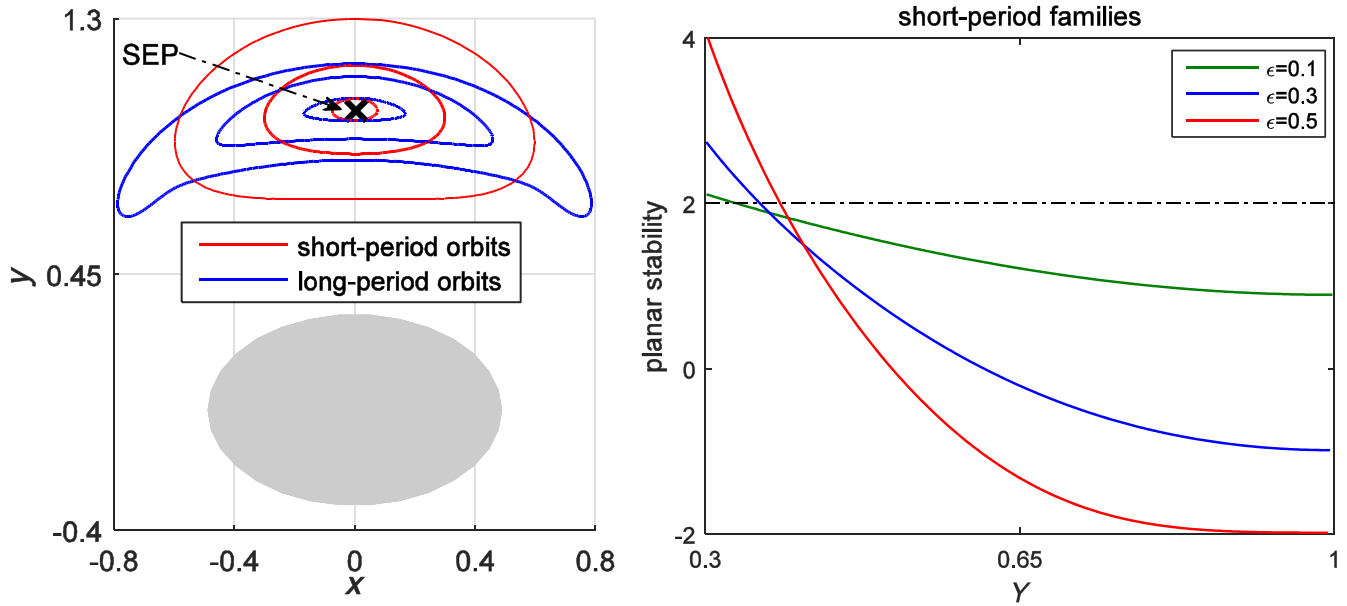 1.3
SEP
short-period orbits
long-period orbits
y
0.45
-0.4
-0.8
-0.4
0
0.4
0.8
x
short-period families
4
ϵ=0.1
ϵ=0.3
ϵ=0.5
planar stability
2
0
-2
0.3
0.65
1
Y